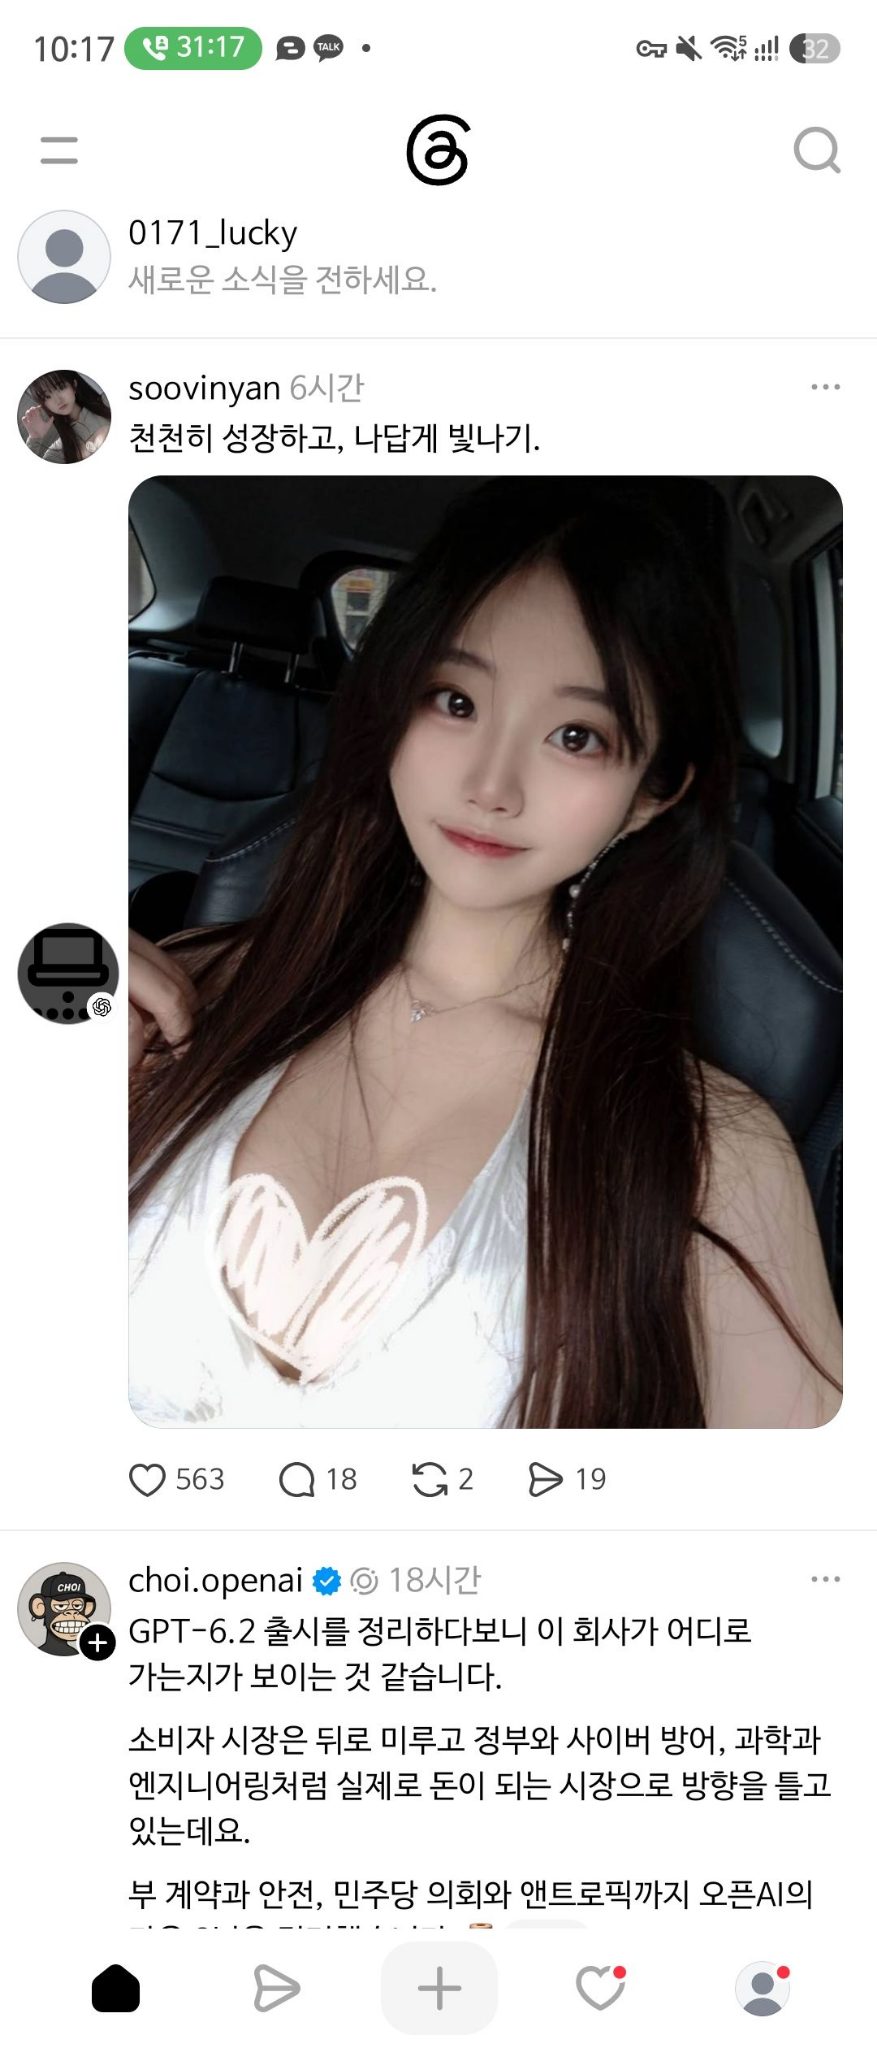 10:17 31:17 TALK 5 32
0171_lucky
새로운 소식을 전하세요.
soovinyan 6시간
천천히 성장하고, 나답게 빛나기.
563 18 2 19
CHOI
choi.openai 18시간
GPT-6.2 출시를 정리하다보니 이 회사가 어디로
가는지가 보이는 것 같습니다.
소비자 시장은 뒤로 미루고 정부와 사이버 방어, 과학과
엔지니어링처럼 실제로 돈이 되는 시장으로 방향을 틀고
있는데요.
부 계약과 안전, 민주당 의회와 앤트로픽까지 오픈AI의